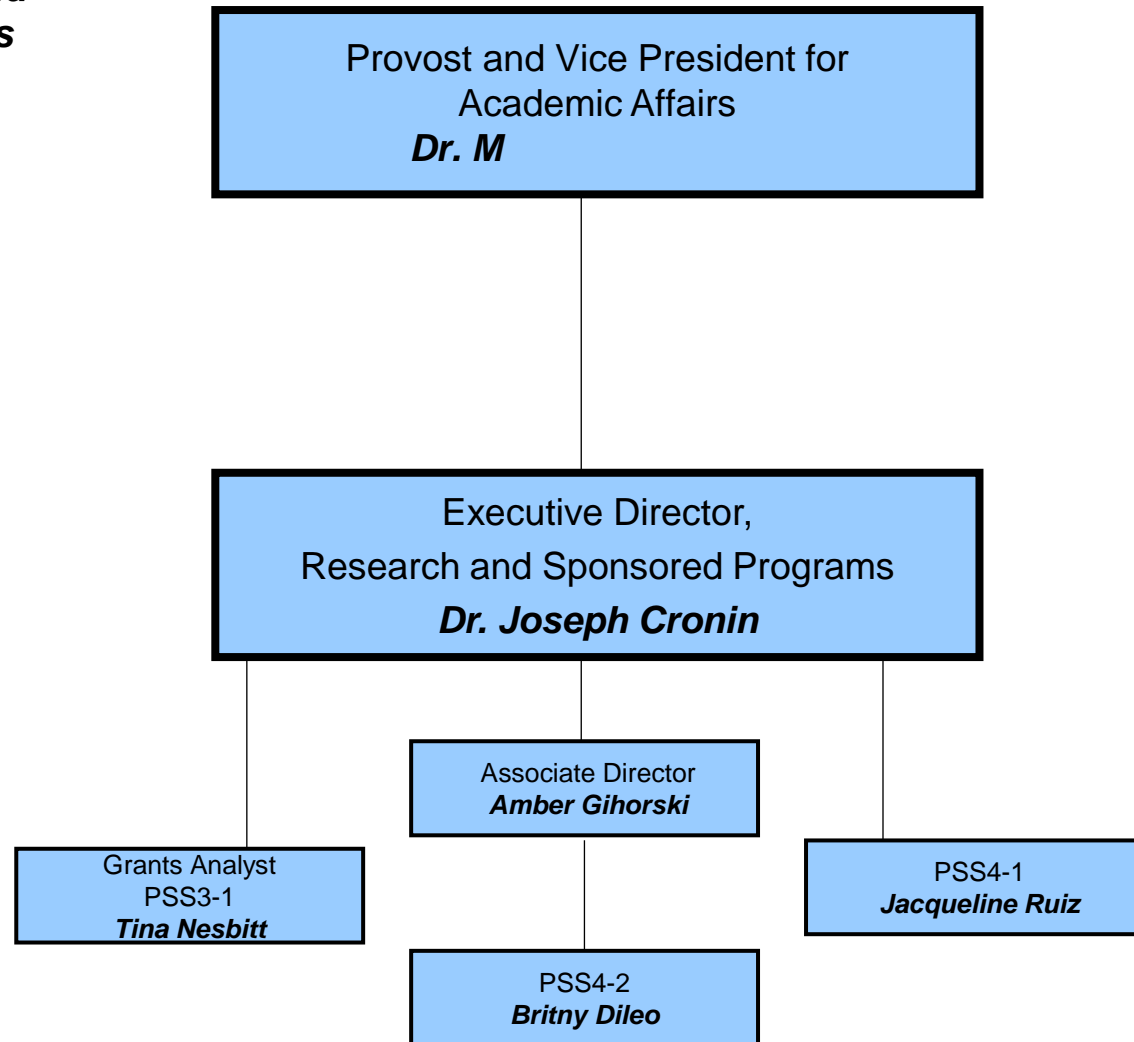 s
Provost and Vice President for
Academic Affairs
Dr. M
Executive Director,
Research and Sponsored Programs
Dr. Joseph Cronin
Associate Director
Amber Gihorski
Grants Analyst
PSS3-1
Tina Nesbitt
PSS4-1
Jacqueline Ruiz
PSS4-2
Britny Dileo